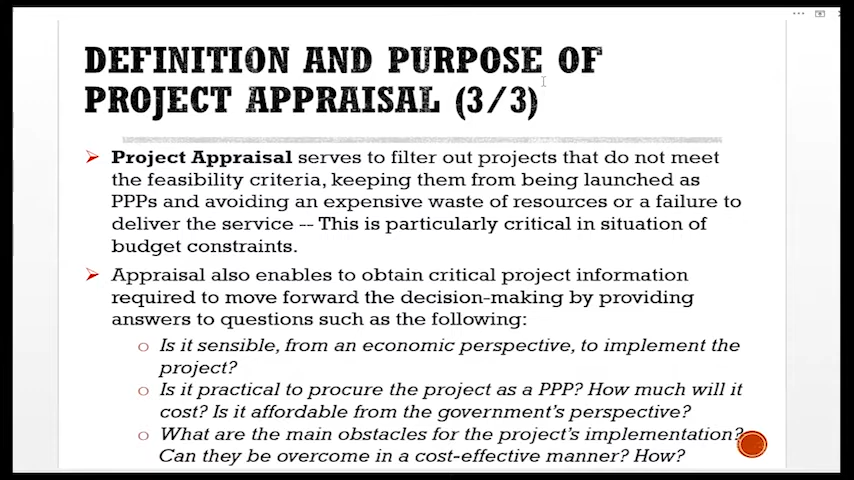 DEFINITION AND PURPOSE OF
PROJECT APPRAISAL (3/3)
Project Appraisal serves to filter out projects that do not meet
the feasibility criteria, keeping them from being launched as
PPPs and avoiding an expensive waste of resources or a failure to
deliver the service -- This is particularly critical in situation of
budget constraints.
Appraisal also enables to obtain critical project information
required to move forward the decision-making by providing
answers to questions such as the following:
Is it sensible, from an economic perspective, to implement the
project?
Is it practical to procure the project as a PPP? How much will it
cost? Is it affordable from the government's perspective?
What are the main obstacles for the project's implementation?
Can they be overcome in a cost-effective manner? How?